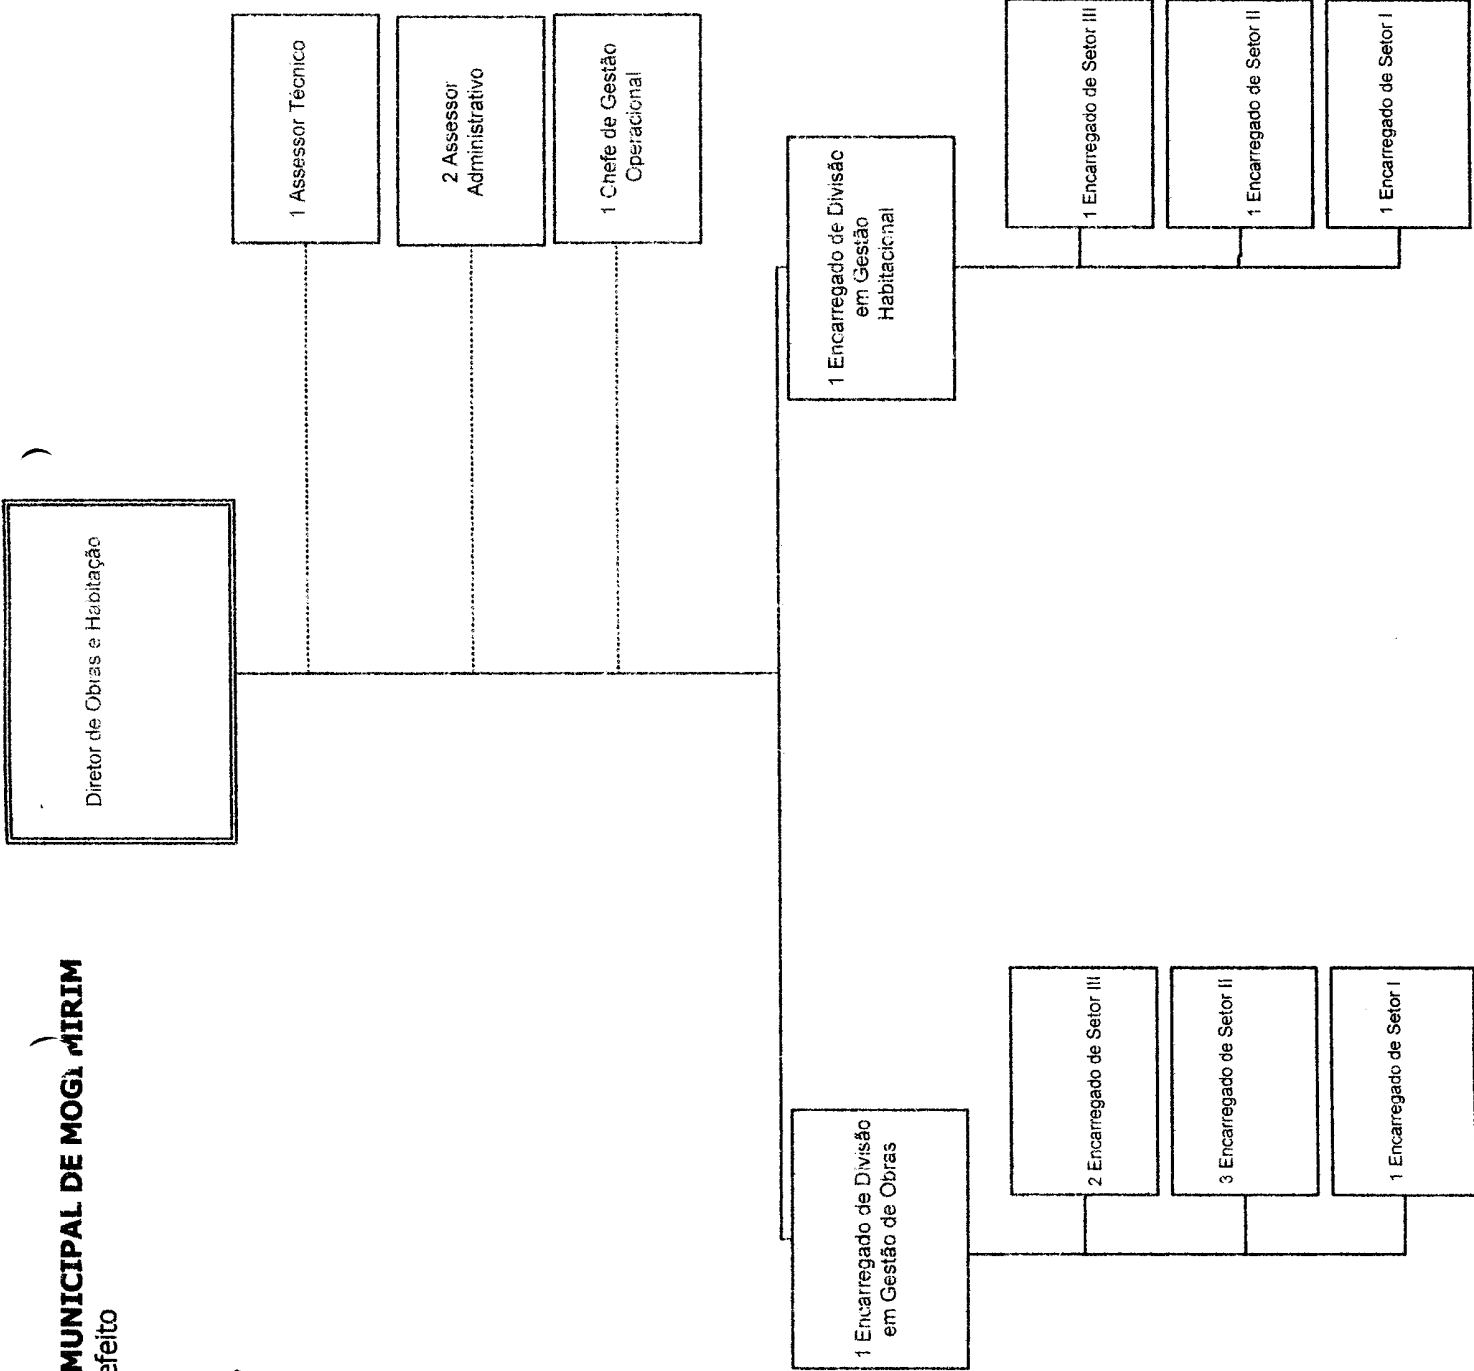 MUNICIPAL DE MOGI MIRIM
efeito
Diretor de Obras e Habitação
1 Assessor Técnico
2 Assessor
Administrativo
1 Chefe de Gestão
Operacional
1 Encarregado de Divisão
em Gestão de Obras
1 Encarregado de Divisão
em Gestão
Habitacional
2 Encarregado de Setor III
3 Encarregado de Setor II
1 Encarregado de Setor I
1 Encarregado de Setor III
1 Encarregado de Setor II
1 Encarregado de Setor I